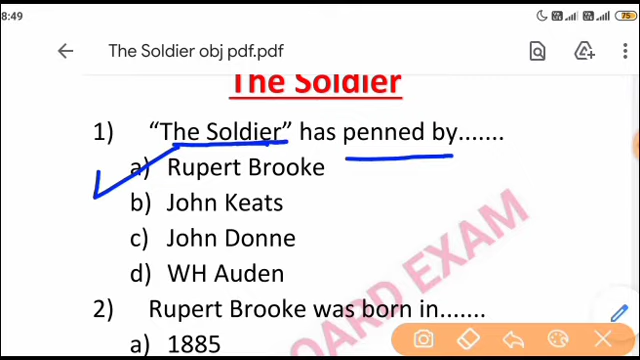 8:49
75
The Soldier obj pdf.pdf
The Soldier
1) “The Soldier” has penned by.......
a) Rupert Brooke
b) John Keats
c) John Donne
d) WH Auden
2) Rupert Brooke was born in.......
a) 1885
OARD EXAM